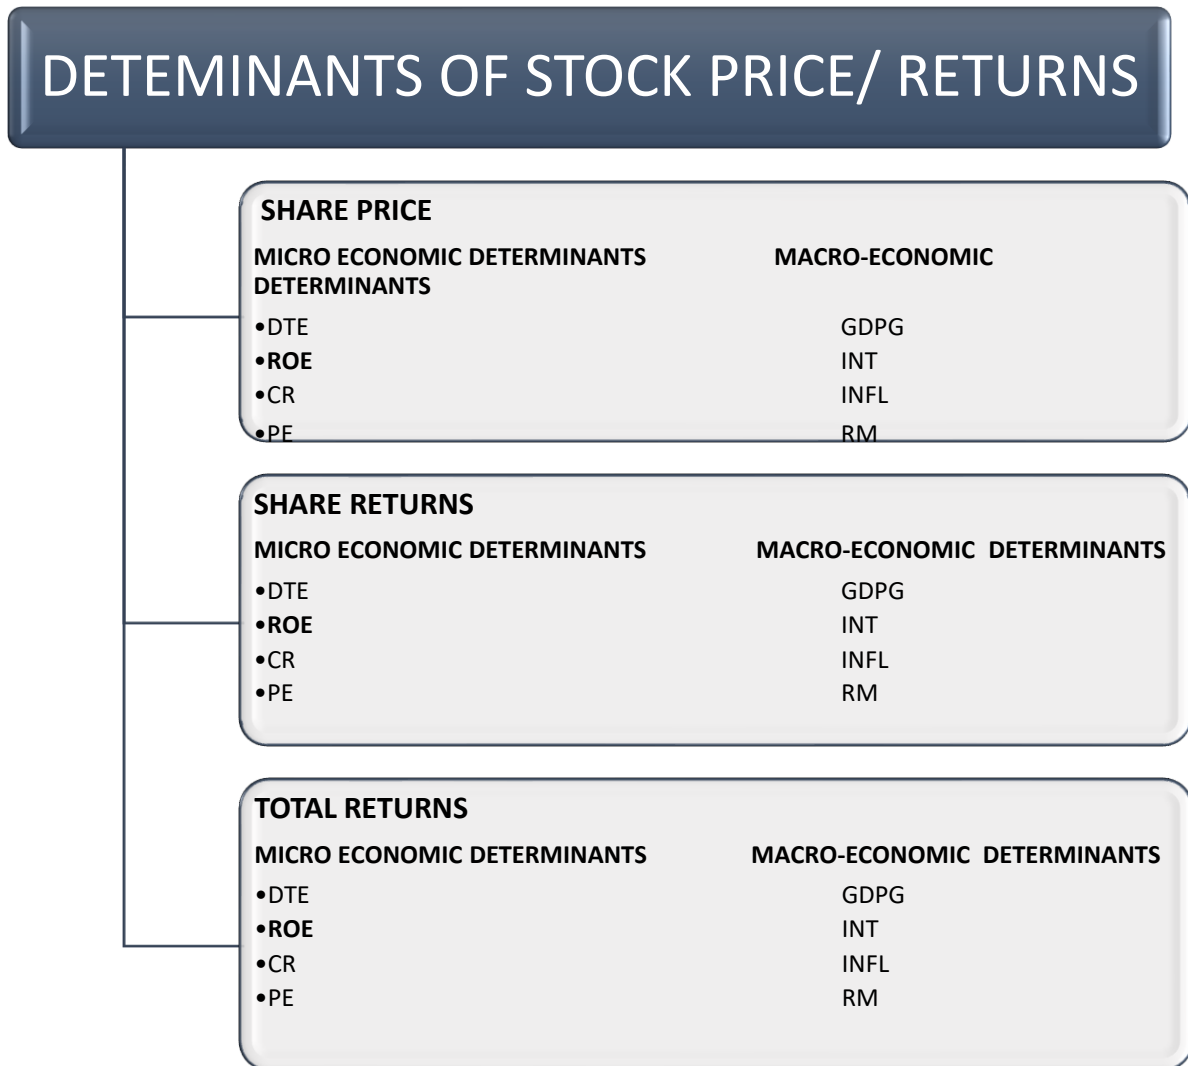 DETEMINANTS OF STOCK PRICE/ RETURNS
SHARE PRICE
MICRO ECONOMIC DETERMINANTS MACRO-ECONOMIC
DETERMINANTS
•DTE GDPG
•ROE INT
•CR INFL
•PE RM
SHARE RETURNS
MICRO ECONOMIC DETERMINANTS MACRO-ECONOMIC DETERMINANTS
•DTE GDPG
•ROE INT
•CR INFL
•PE RM
TOTAL RETURNS
MICRO ECONOMIC DETERMINANTS MACRO-ECONOMIC DETERMINANTS
•DTE GDPG
•ROE INT
•CR INFL
•PE RM